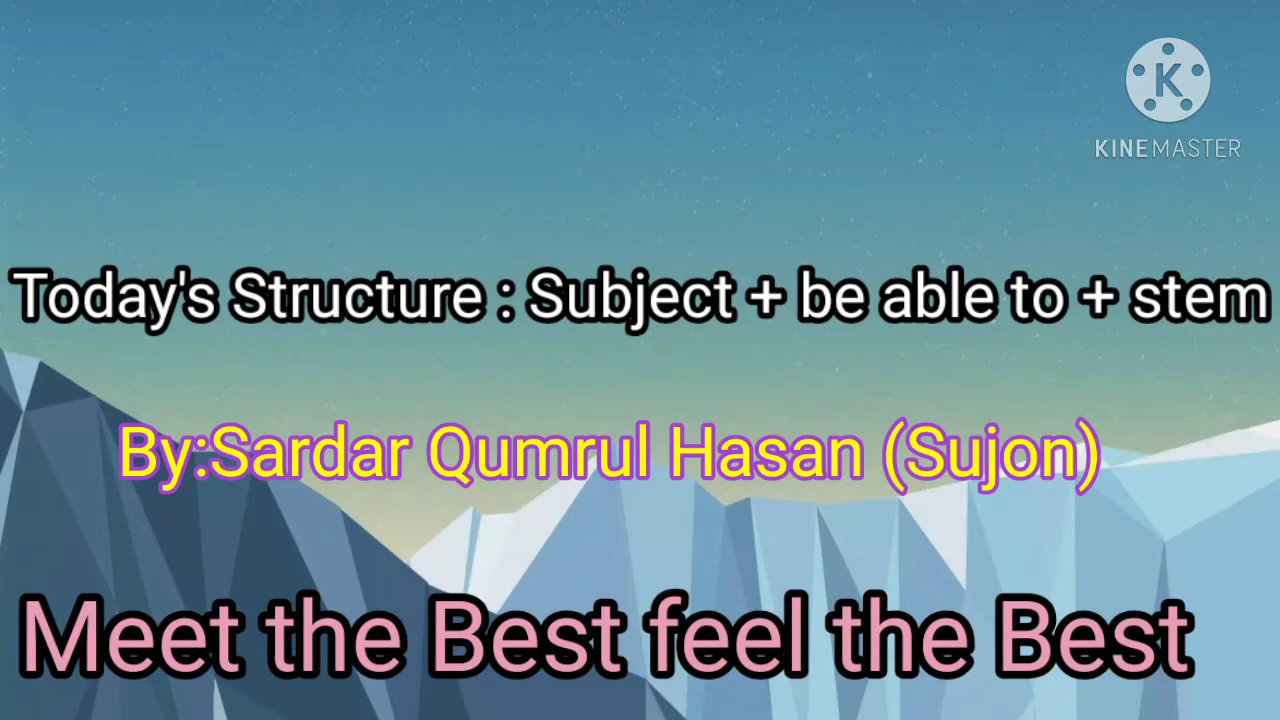 K
KINEMASTER
Today's Structure : Subject + be able to + stem
By:Sardar Qumrul Hasan (Sujon)
Meet the Best feel the Best